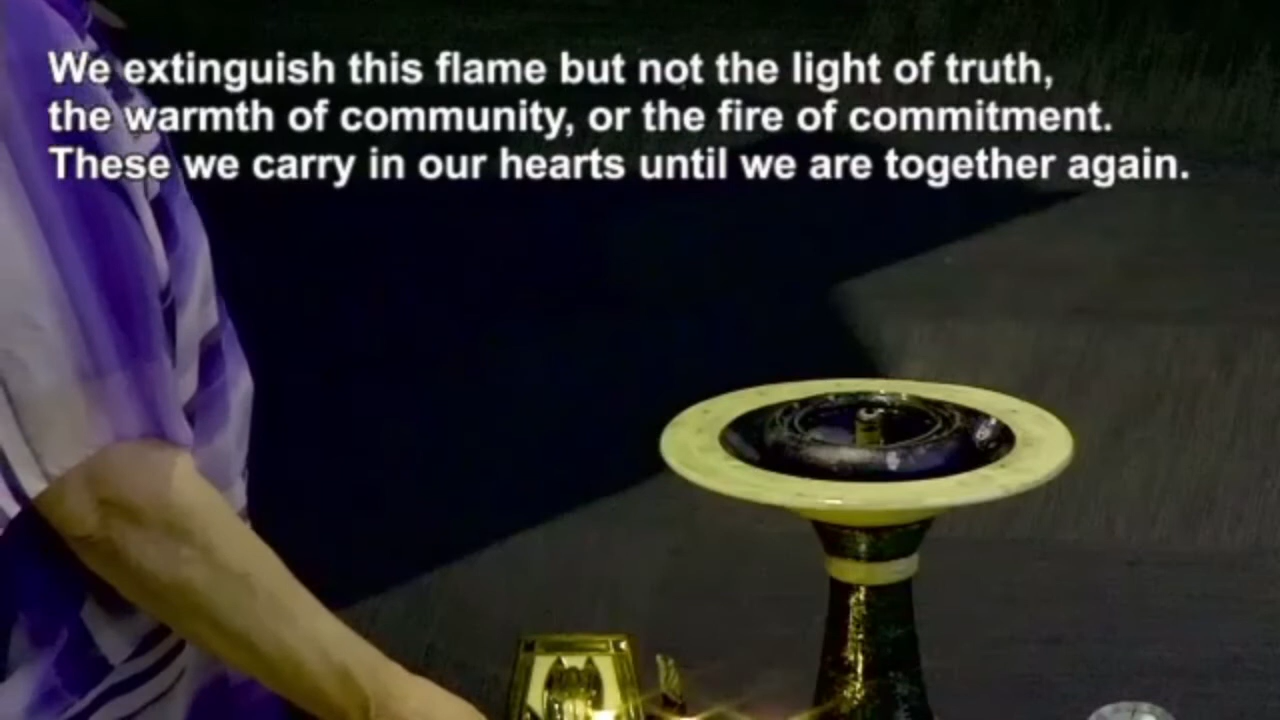 We extinguish this flame but not the light of truth,
the warmth of community, or the fire of commitment.
These we carry in our hearts until we are together again.